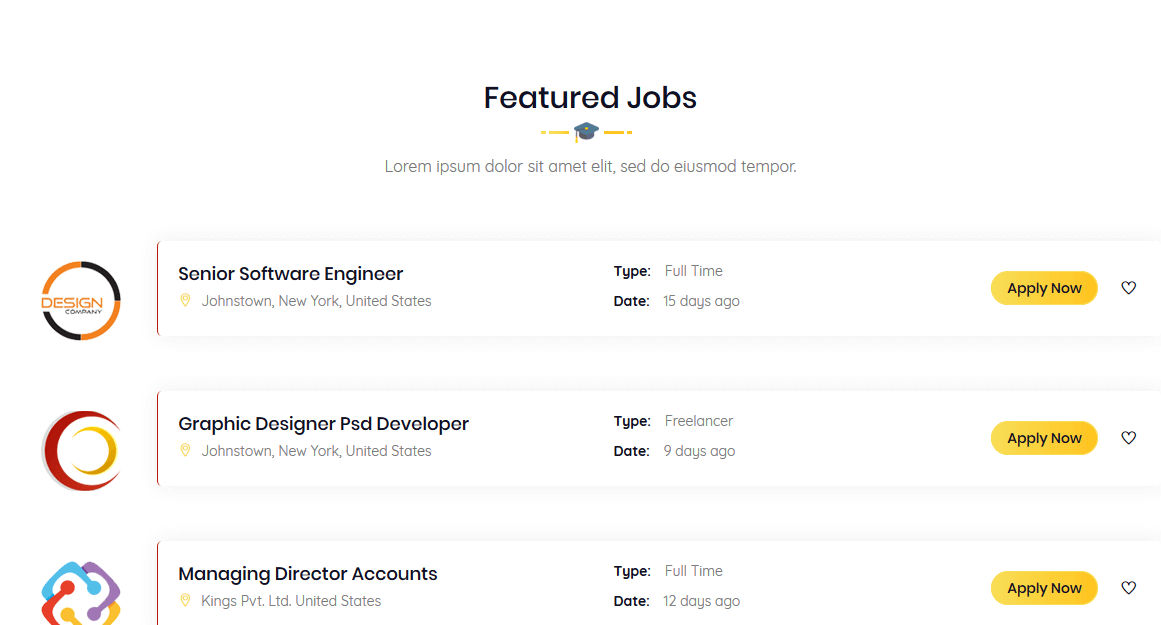 Featured Jobs
Lorem ipsum dolor sit amet elit, sed do eiusmod tempor.
DESIGN
COMPANY
Senior Software Engineer
Johnstown, New York, United States
Type: Full Time
Date: 15 days ago
Apply Now
Graphic Designer Psd Developer
Johnstown, New York, United States
Type: Freelancer
Date: 9 days ago
Apply Now
Managing Director Accounts
Kings Pvt. Ltd. United States
Type: Full Time
Date: 12 days ago
Apply Now